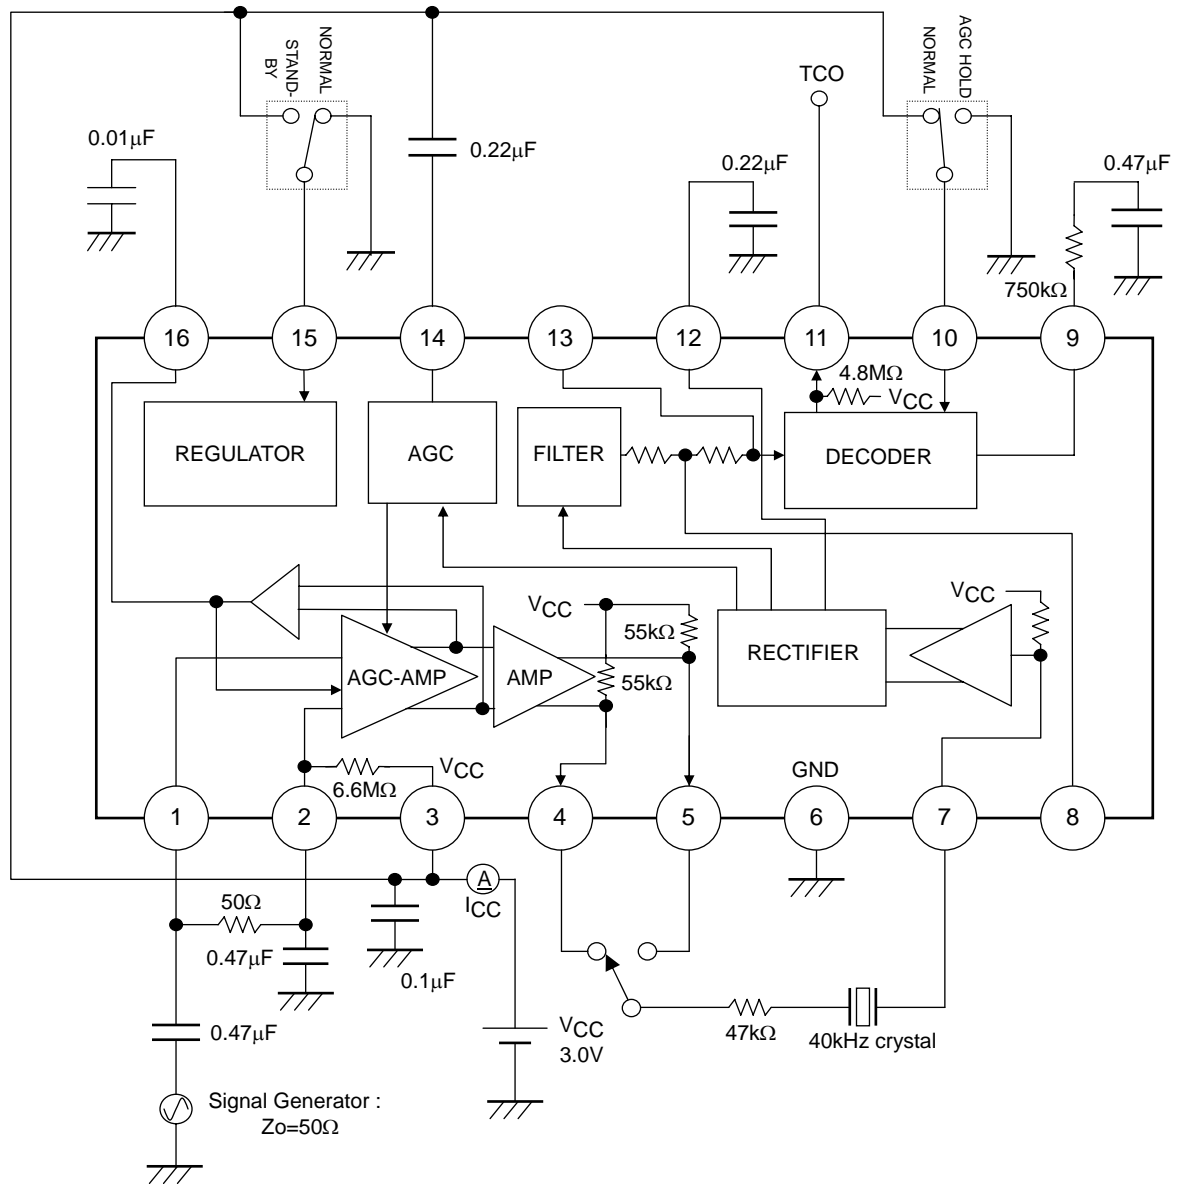 STAND-
BY
NORMAL
NORMAL
AGC HOLD
TCO
0.01μF
0.22μF
0.22μF
0.47μF
750kΩ
16
15
14
13
12
11
10
9
4.8MΩ
VCC
REGULATOR
AGC
FILTER
DECODER
VCC
55kΩ
VCC
RECTIFIER
AGC-AMP
AMP
55kΩ
VCC
6.6MΩ
GND
1
2
3
4
5
6
7
8
A
ICC
50Ω
0.47μF
0.1μF
0.47μF
VCC
3.0V
47kΩ
40kHz crystal
Signal Generator :
Zo=50Ω